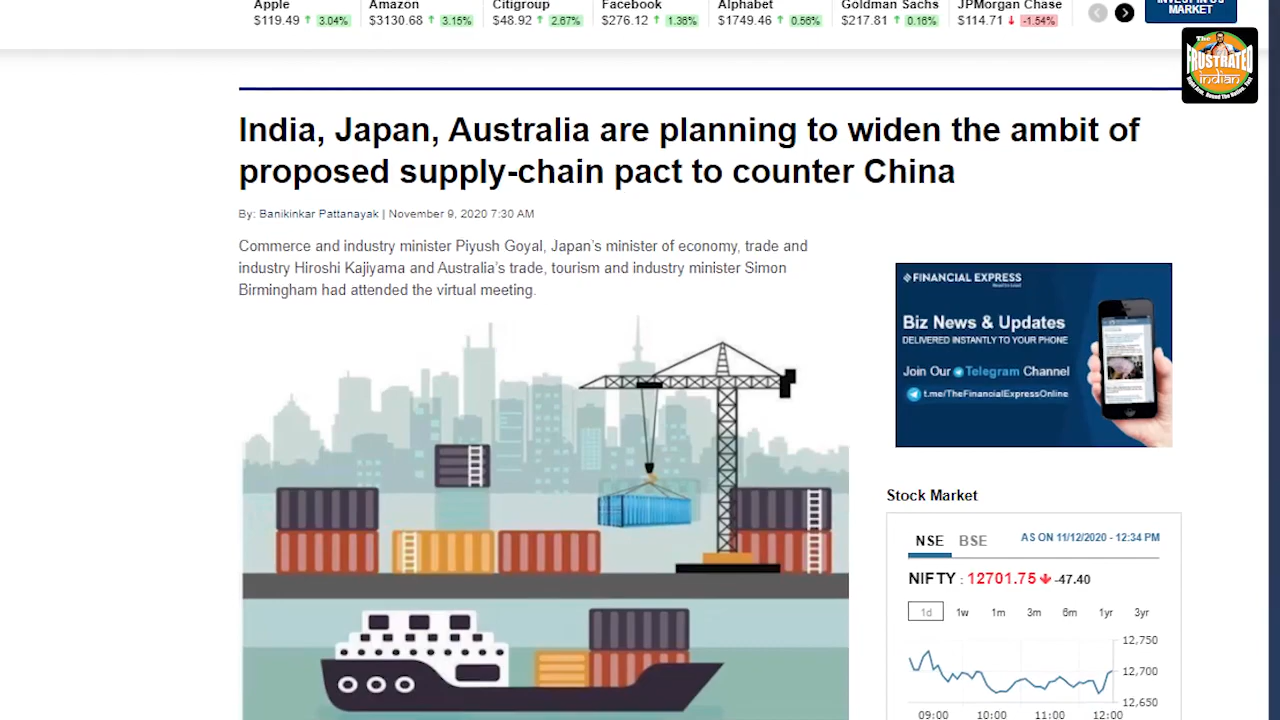 Apple
$119.49 ↑ 3.04%
Amazon
$3130.68 ↑ 3.15%
Citigroup
$48.92 ↑ 2.67%
Facebook
$276.12 ↑ 1.36%
Alphabet
$1749.46 ↑ 0.56%
Goldman Sachs
$217.81 ↑ 0.16%
JPMorgan Chase
$114.71 ↓ -1.54%
INVEST IN US
MARKET
The
FRUSTRATED
indian
India, Japan, Australia are planning to widen the ambit of
proposed supply-chain pact to counter China
By: Banikinkar Pattanayak | November 9, 2020 7:30 AM
Commerce and industry minister Piyush Goyal, Japan's minister of economy, trade and
industry Hiroshi Kajiyama and Australia's trade, tourism and industry minister Simon
Birmingham had attended the virtual meeting.
FINANCIAL EXPRESS
Biz News & Updates
DELIVERED INSTANTLY TO YOUR PHONE
Join Our Telegram Channel
t.me/TheFinancialExpressOnline
Stock Market
NSE BSE AS ON 11/12/2020 - 12:34 PM
NIFTY : 12701.75 ↓ -47.40
1d 1w 1m 3m 6m 1yr 3yr
12,750
12,700
12,650
09:00 10:00 11:00 12:00